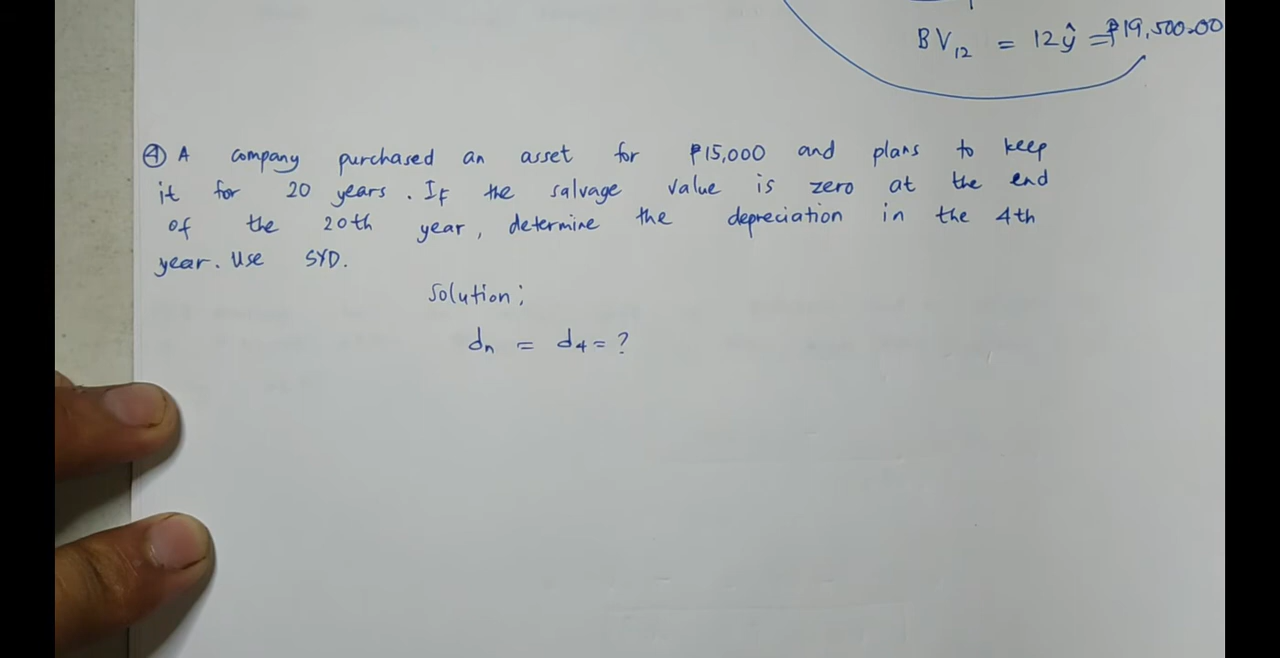 BV12 = 12ŷ = ₱19,500.00
④ A company purchased an asset for ₱15,000 and plans to keep
it for 20 years. If the salvage value is zero at the end
of the 20th year, determine the depreciation in the 4th
year. Use SYD.
Solution:
dn = d4 = ?